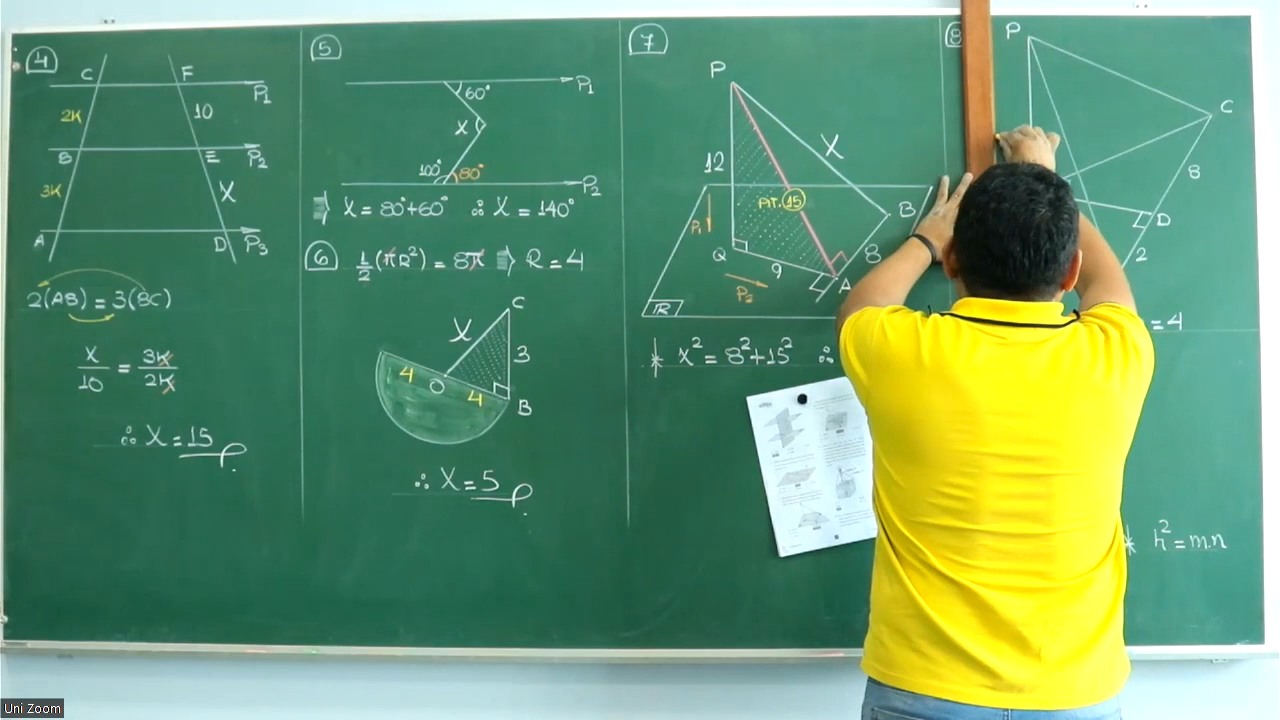 4
C F P₁
2K 10
B E P₂
3K X
A D P₃
2(AB) = 3(BC)
X/10 = 3K/2K
∴ X = 15
5
60° P₁
X
100° 80° P₂
⇒ X = 80°+60° ∴ X = 140°
6
1/2(πR²) = 8π ⇒ R = 4
C
X 3
4 O 4 B
∴ X = 5
7
P
12 X
P₁ PIT. 15 B
Q 9 8
P₂ A
R
* X² = 8²+15² ∴
8
P
C
8
D
2
= 4
* h² = m.n
Uni Zoom